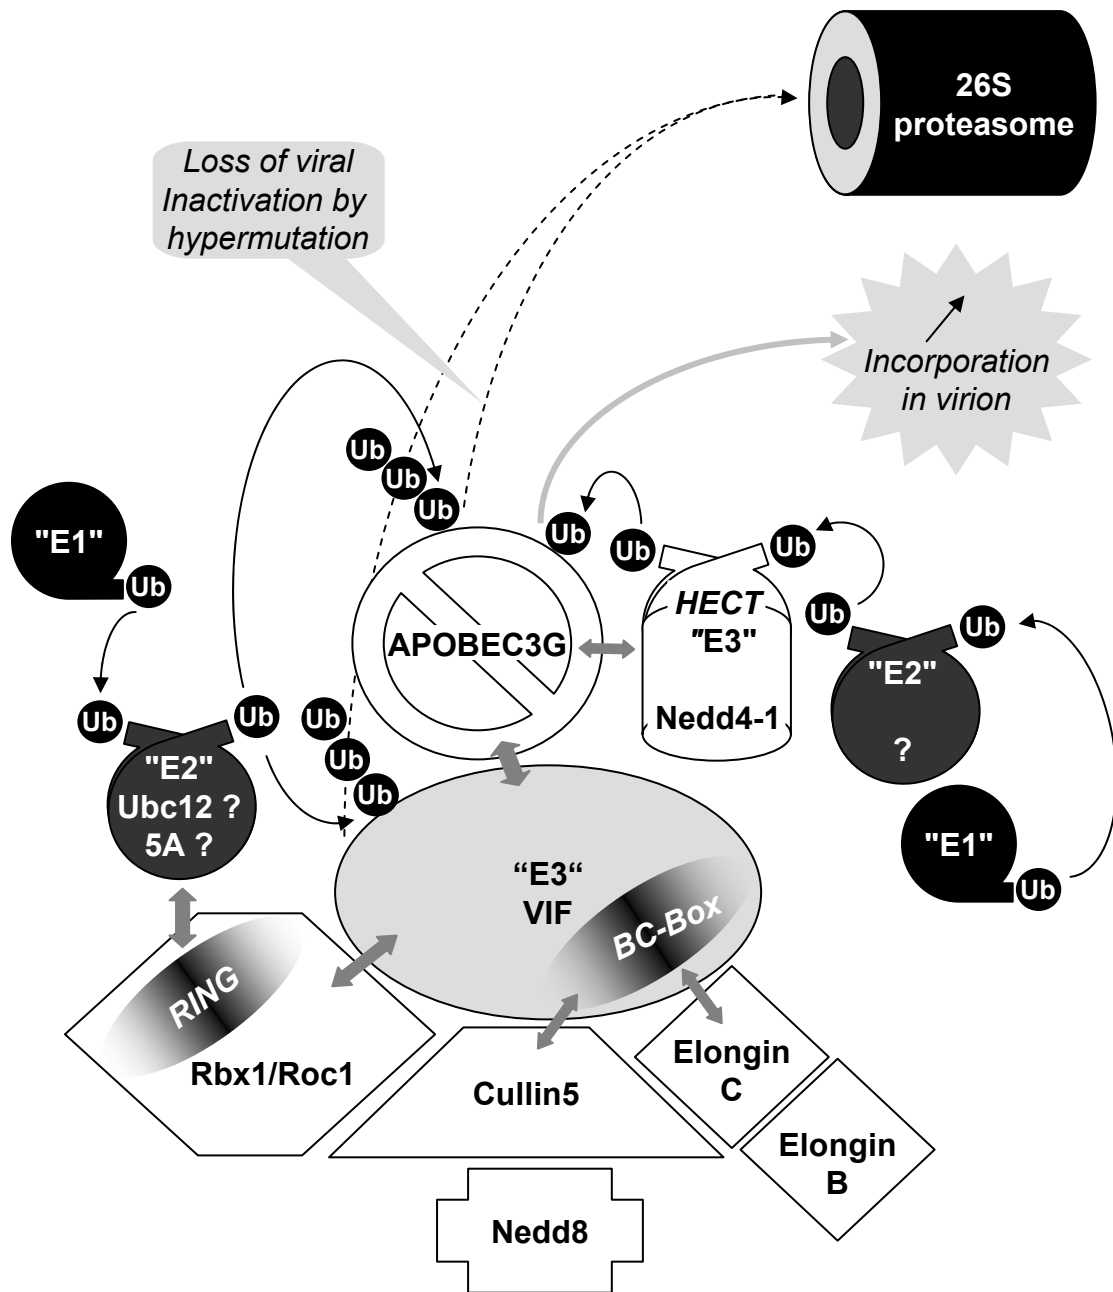 26S
proteasome
Loss of viral
Inactivation by
hypermutation
Incorporation
in virion
Ub
Ub
Ub
"E1"
Ub
Ub
Ub
Ub
Ub
HECT
"E3"
Nedd4-1
APOBEC3G
Ub
Ub
"E2"
?
Ub
Ub
"E2"
Ubc12 ?
5A ?
Ub
Ub
Ub
"E1"
Ub
“E3“
VIF
BC-Box
RING
Rbx1/Roc1
Cullin5
Elongin
C
Elongin
B
Nedd8